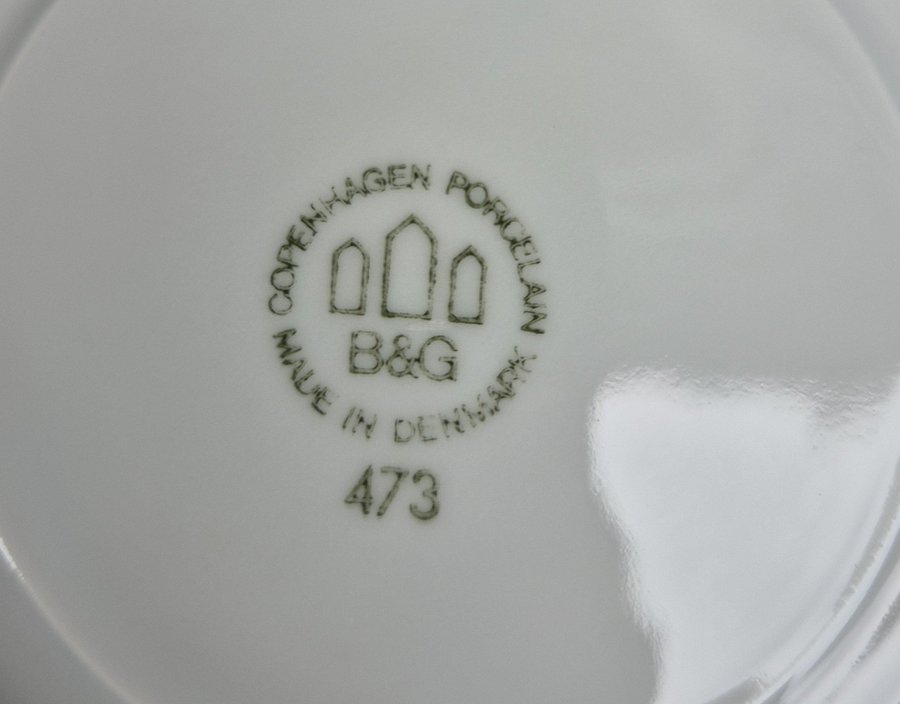 COPENHAGEN PORCELAIN
B&G
MADE IN DENMARK
473